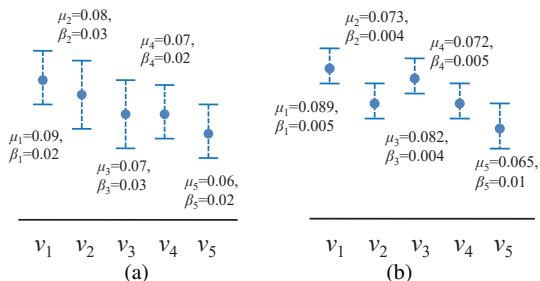 μ2=0.08,
β2=0.03
μ4=0.07,
β4=0.02
μ1=0.09,
β1=0.02
μ3=0.07,
β3=0.03
μ5=0.06,
β5=0.02
v1 v2 v3 v4 v5
(a)
μ2=0.073,
β2=0.004
μ4=0.072,
β4=0.005
μ1=0.089,
β1=0.005
μ3=0.082,
β3=0.004
μ5=0.065,
β5=0.01
v1 v2 v3 v4 v5
(b)